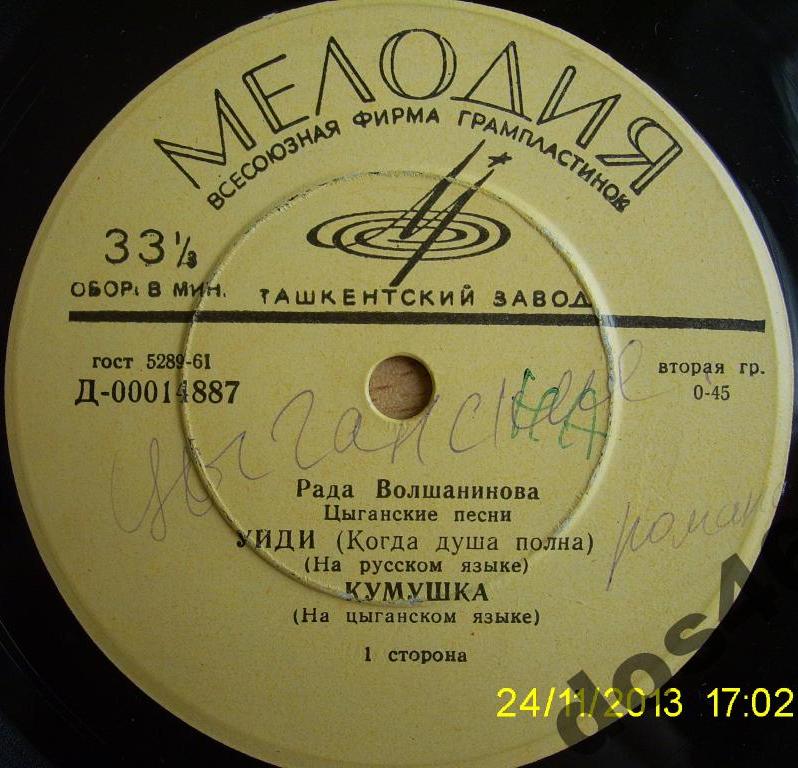 МЕЛОДИЯ
ВСЕСОЮЗНАЯ ФИРМА ГРАМПЛАСТИНОК
33⅓
ОБОР. В МИН.
ТАШКЕНТСКИЙ ЗАВОД
гост 5289-61
Д-00014887
вторая гр.
0-45
Цыганские
НА
Рада Волшанинова
Цыганские песни
УЙДИ (Когда душа полна)
(На русском языке)
КУМУШКА
(На цыганском языке)
1 сторона
24/11/2013 17:02